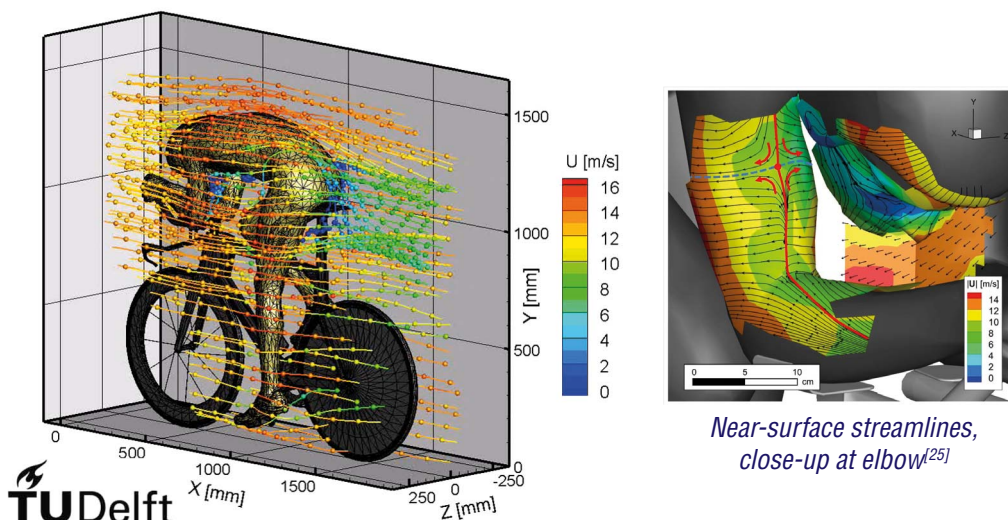 1500
1000
Y [mm]
500
0
0
500
1000
X [mm]
1500
250
0
-250
Z [mm]
U [m/s]
16
14
12
10
8
6
4
2
0
TUDelft
Y
X
Z
|U| [m/s]
14
12
10
8
6
4
2
0
0 5 10
cm
Near-surface streamlines,
close-up at elbow[25]